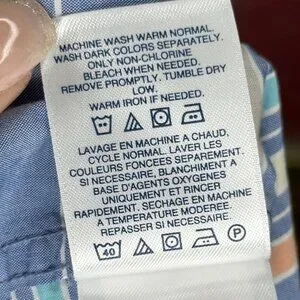 MACHINE WASH WARM NORMAL.
WASH DARK COLORS SEPARATELY.
ONLY NON-CHLORINE
BLEACH WHEN NEEDED.
REMOVE PROMPTLY. TUMBLE DRY
LOW.
WARM IRON IF NEEDED.
LAVAGE EN MACHINE A CHAUD,
CYCLE NORMAL. LAVER LES
COULEURS FONCÉES SEPAREMENT.
SI NECESSAIRE, BLANCHIMENT A
BASE D'AGENTS OXYGENES
UNIQUEMENT ET RINCER
RAPIDEMENT. SECHAGE EN MACHINE
A TEMPERATURE MODEREE.
REPASSER SI NECESSAIRE.
40 P